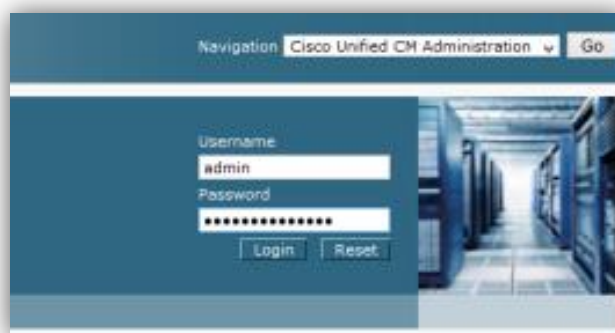 Navigation Cisco Unified CM Administration Go
Username
admin
Password
••••••••••••••
Login Reset